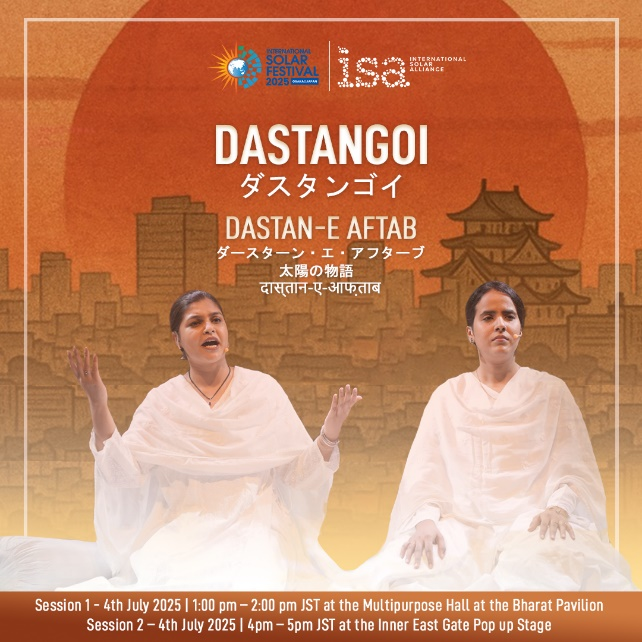 INTERNATIONAL
SOLAR
FESTIVAL
2025
OSAKA | JAPAN
isa
INTERNATIONAL
SOLAR
ALLIANCE
DASTANGOI
ダスタンゴイ
DASTAN-E AFTAB
ダースターン・エ・アフターブ
太陽の物語
दास्तान-ए-आफ़ताब
Session 1 - 4th July 2025 | 1:00 pm – 2:00 pm JST at the Multipurpose Hall at the Bharat Pavilion
Session 2 – 4th July 2025 | 4pm – 5pm JST at the Inner East Gate Pop up Stage